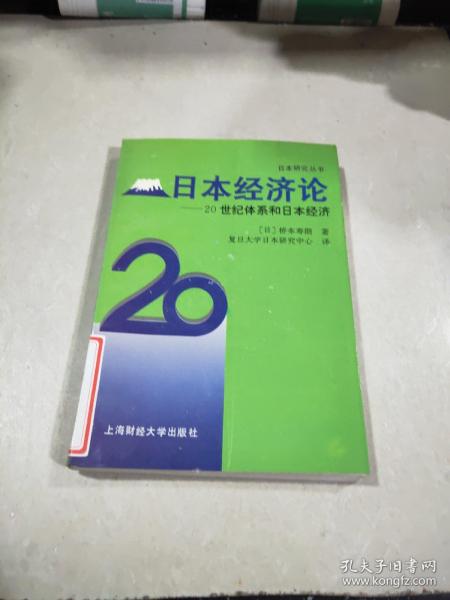 日本研究丛书
日本经济论
——20世纪体系和日本经济
［日］桥本寿朗 著
复旦大学日本研究中心 译
20
上海财经大学出版社
孔夫子旧书网
www.kongfz.com